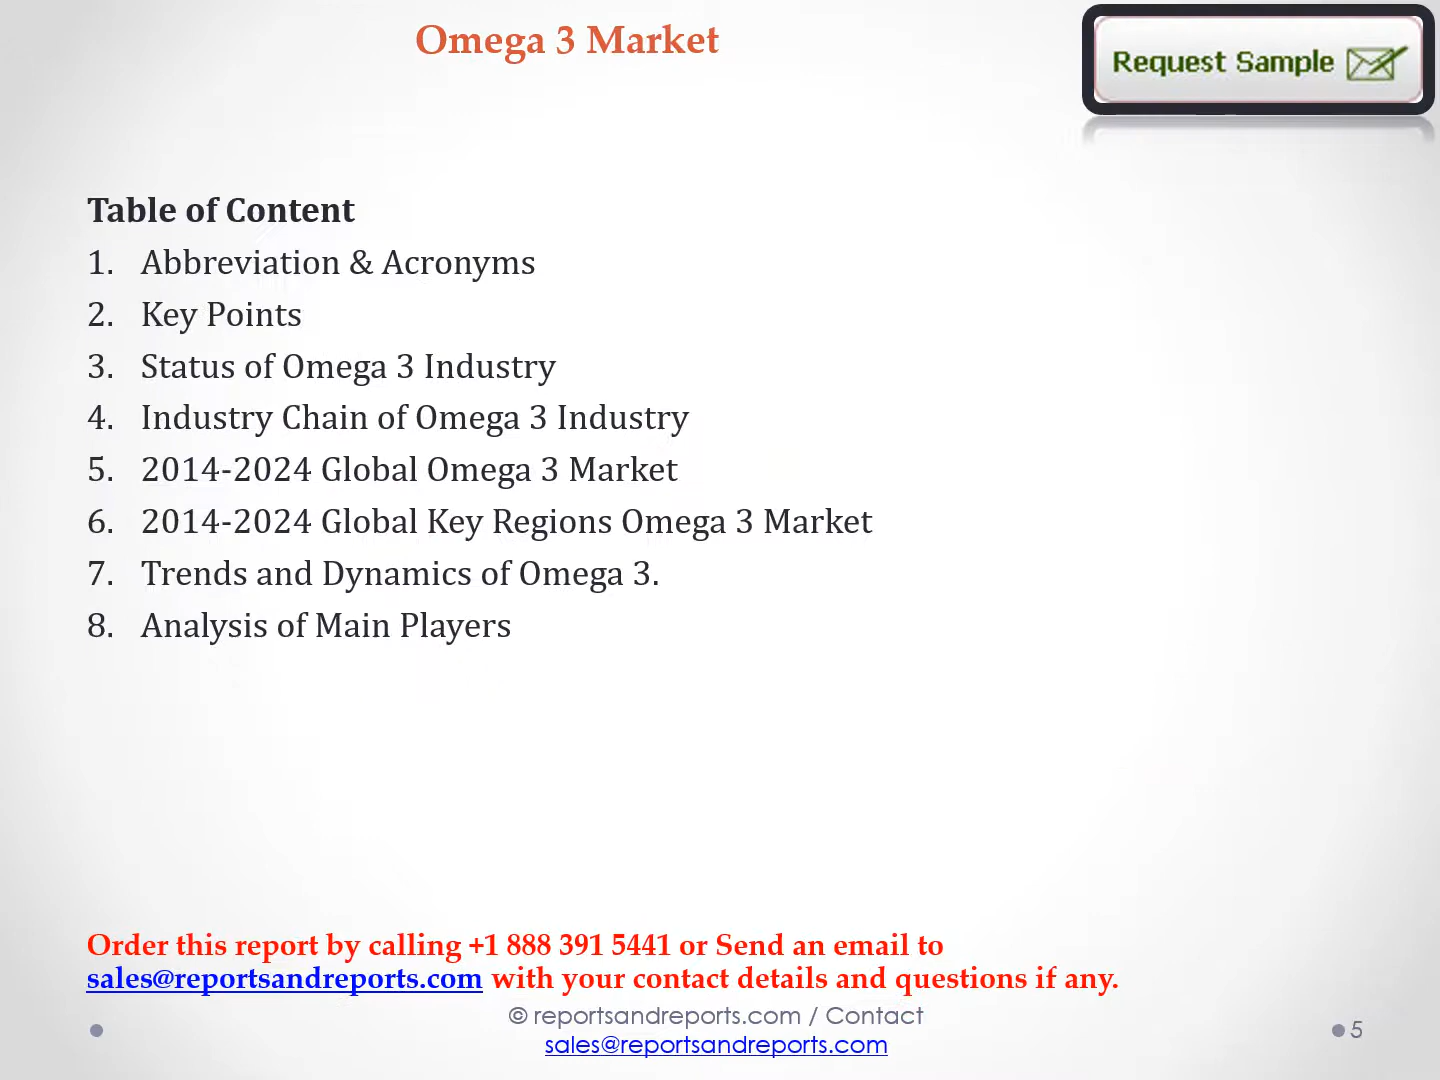 Omega 3 Market
Request Sample
Table of Content
1. Abbreviation & Acronyms
2. Key Points
3. Status of Omega 3 Industry
4. Industry Chain of Omega 3 Industry
5. 2014-2024 Global Omega 3 Market
6. 2014-2024 Global Key Regions Omega 3 Market
7. Trends and Dynamics of Omega 3.
8. Analysis of Main Players
Order this report by calling +1 888 391 5441 or Send an email to
sales@reportsandreports.com with your contact details and questions if any.
© reportsandreports.com / Contact
sales@reportsandreports.com
5